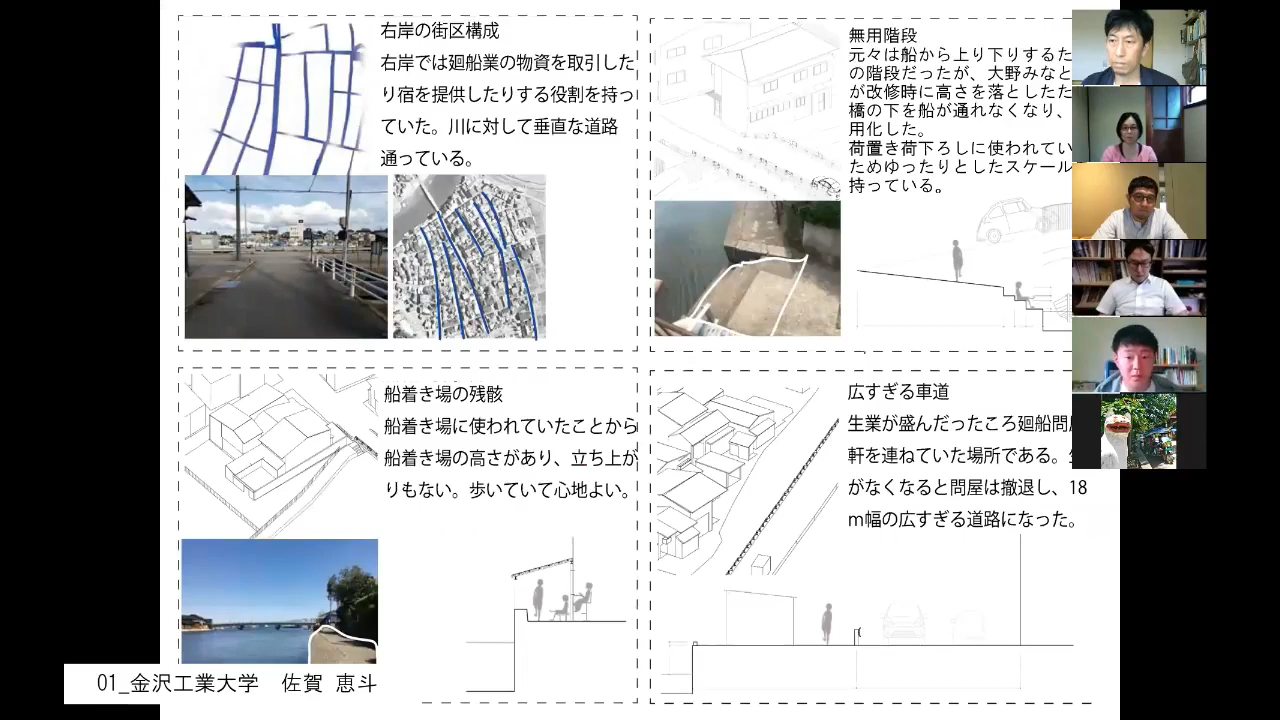 右岸の街区構成
右岸では廻船業の物資を取引した
り宿を提供したりする役割を持っ
ていた。川に対して垂直な道路
通っている。
無用階段
元々は船から上り下りするた
の階段だったが、大野みなと
が改修時に高さを落としたた
橋の下を船が通れなくなり、
用化した。
荷置き荷下ろしに使われてい
ためゆったりとしたスケール
持っている。
船着き場の残骸
船着き場に使われていたことから
船着き場の高さがあり、立ち上が
りもない。歩いていて心地よい。
広すぎる車道
生業が盛んだったころ廻船問
軒を連ねていた場所である。
がなくなると問屋は撤退し、18
m幅の広すぎる道路になった。
01_金沢工業大学 佐賀 恵斗